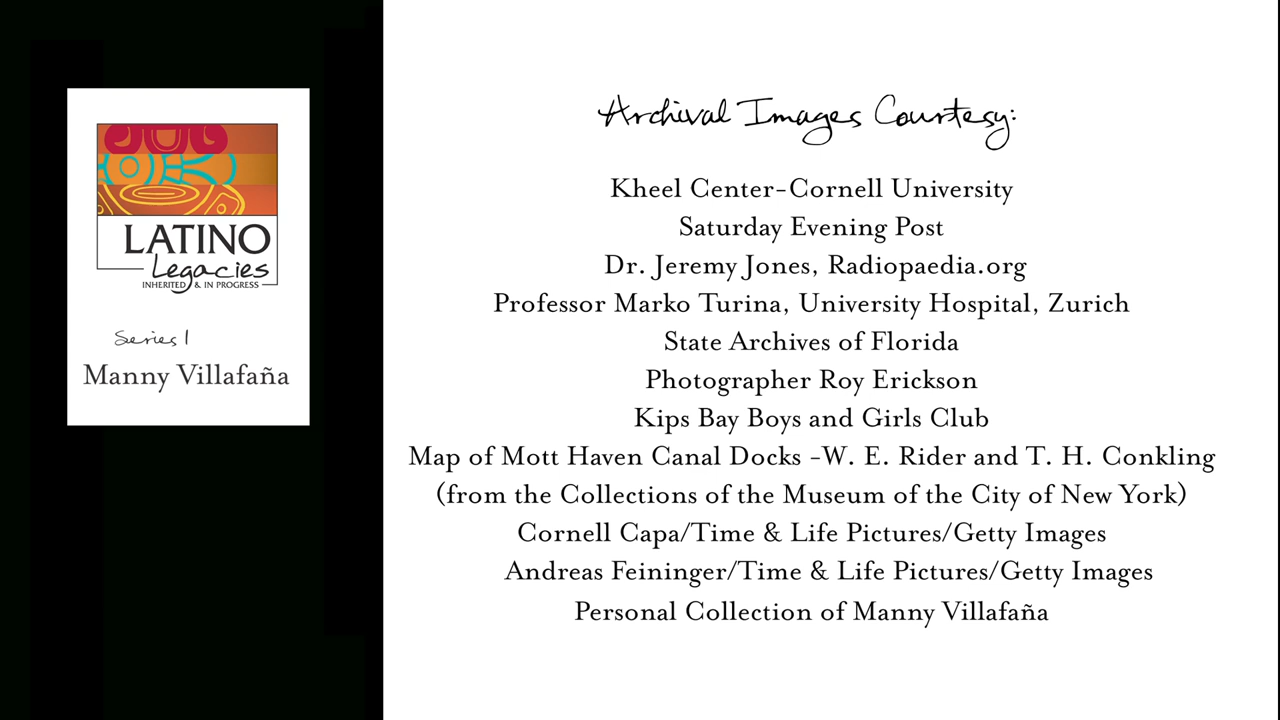 LATINO
Legacies
INHERITED & IN PROGRESS
Series 1
Manny Villafaña
Archival Images Courtesy:
Kheel Center-Cornell University
Saturday Evening Post
Dr. Jeremy Jones, Radiopaedia.org
Professor Marko Turina, University Hospital, Zurich
State Archives of Florida
Photographer Roy Erickson
Kips Bay Boys and Girls Club
Map of Mott Haven Canal Docks -W. E. Rider and T. H. Conkling
(from the Collections of the Museum of the City of New York)
Cornell Capa/Time & Life Pictures/Getty Images
Andreas Feininger/Time & Life Pictures/Getty Images
Personal Collection of Manny Villafaña